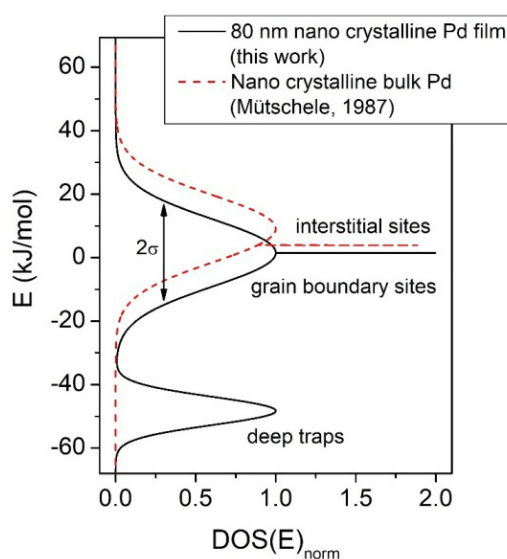 80 nm nano crystalline Pd film
(this work)
Nano crystalline bulk Pd
(Mütschele, 1987)
60
40
20
0
-20
-40
-60
E (kJ/mol)
2σ
interstitial sites
grain boundary sites
deep traps
0.0 0.5 1.0 1.5 2.0
DOS(E)norm